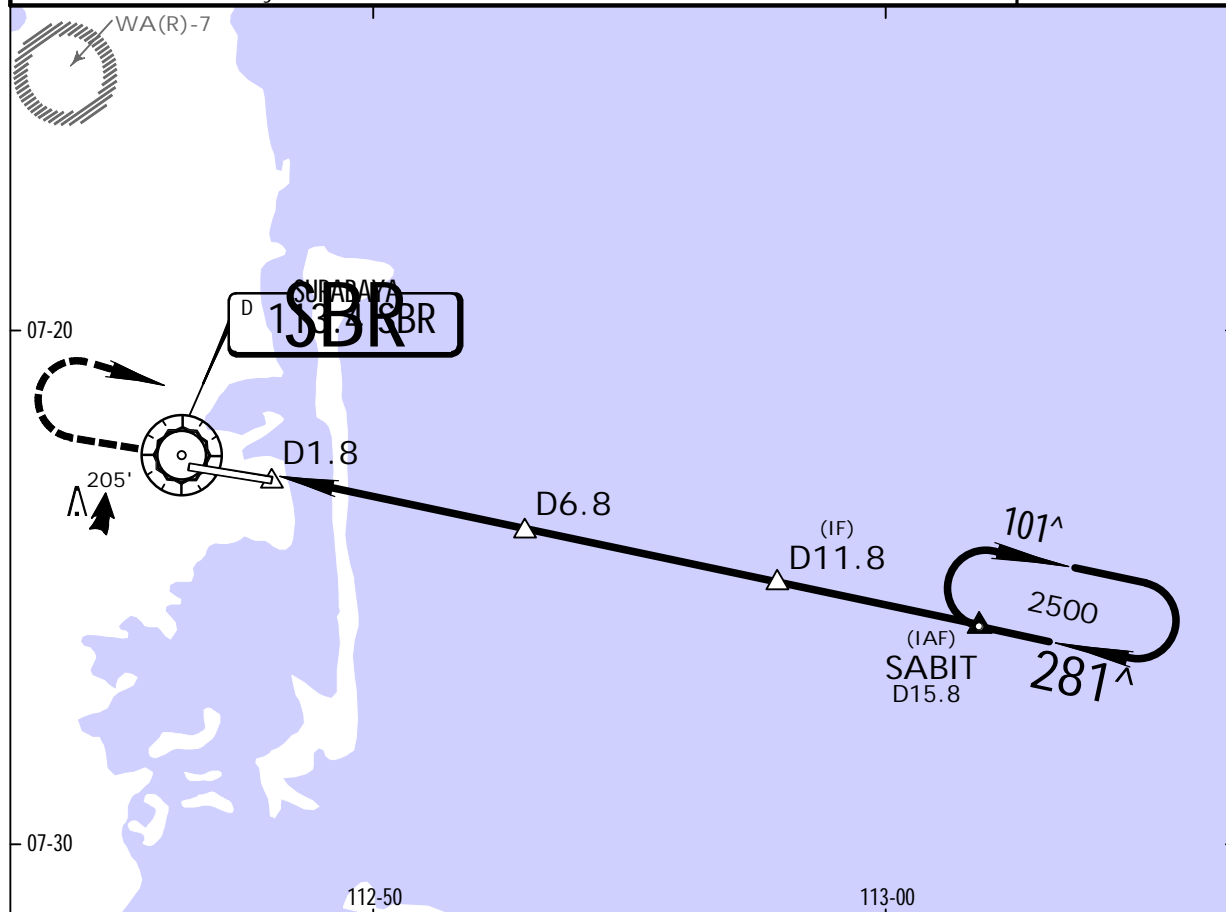 WA(R)-7
SURABAYA
D 113.4 SBR
SBR
07-20
D1.8
205'
D6.8
(IF)
D11.8
101^
2500
(IAF)
SABIT
D15.8
281^
07-30
112-50
113-00